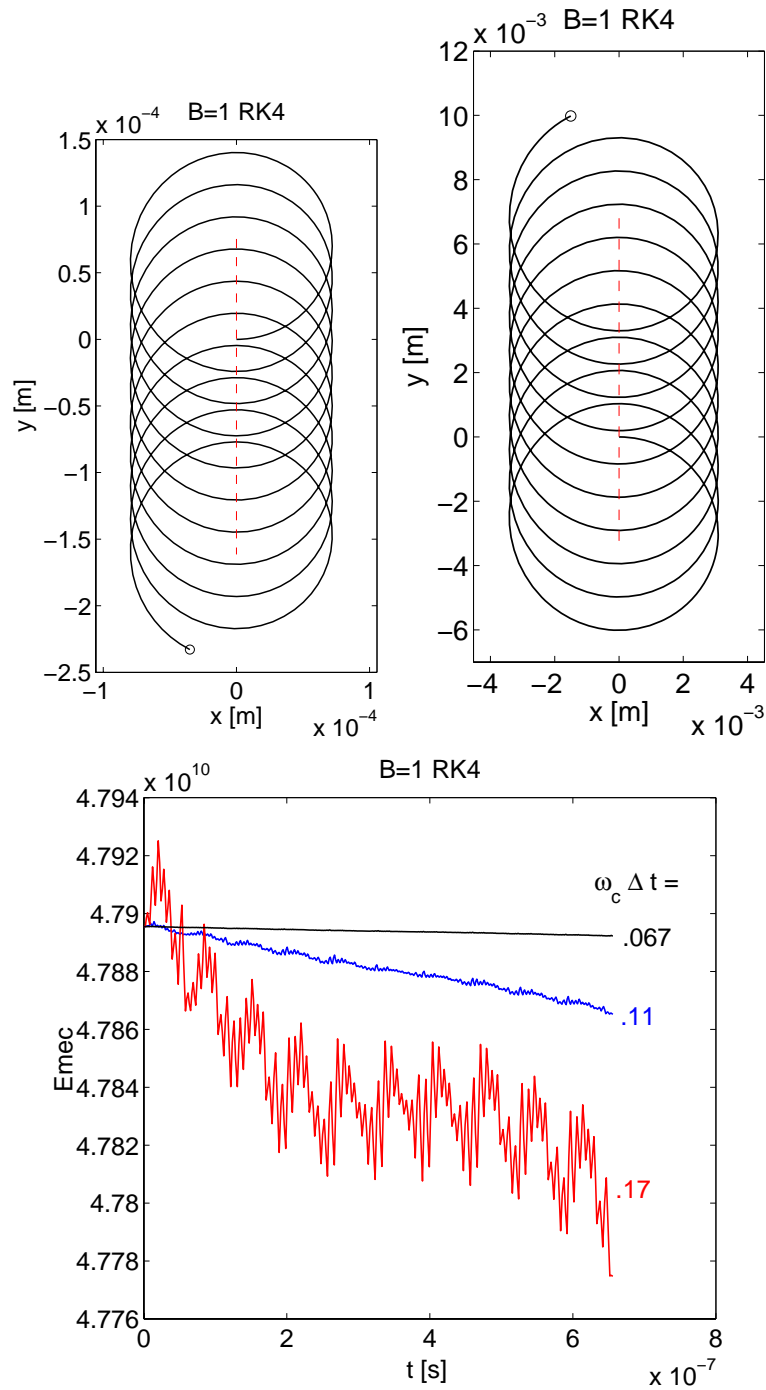 x 10⁻⁴
B=1 RK4
1.5
1
0.5
0
−0.5
−1
−1.5
−2
−2.5
y [m]
−1 0 1
x [m]
x 10⁻⁴
x 10⁻³
B=1 RK4
12
10
8
6
4
2
0
−2
−4
−6
y [m]
−4 −2 0 2 4
x [m]
x 10⁻³
x 10¹⁰
B=1 RK4
4.794
4.792
4.79
4.788
4.786
4.784
4.782
4.78
4.778
4.776
Emec
ω_c Δ t =
.067
.11
.17
0 2 4 6 8
t [s]
x 10⁻⁷